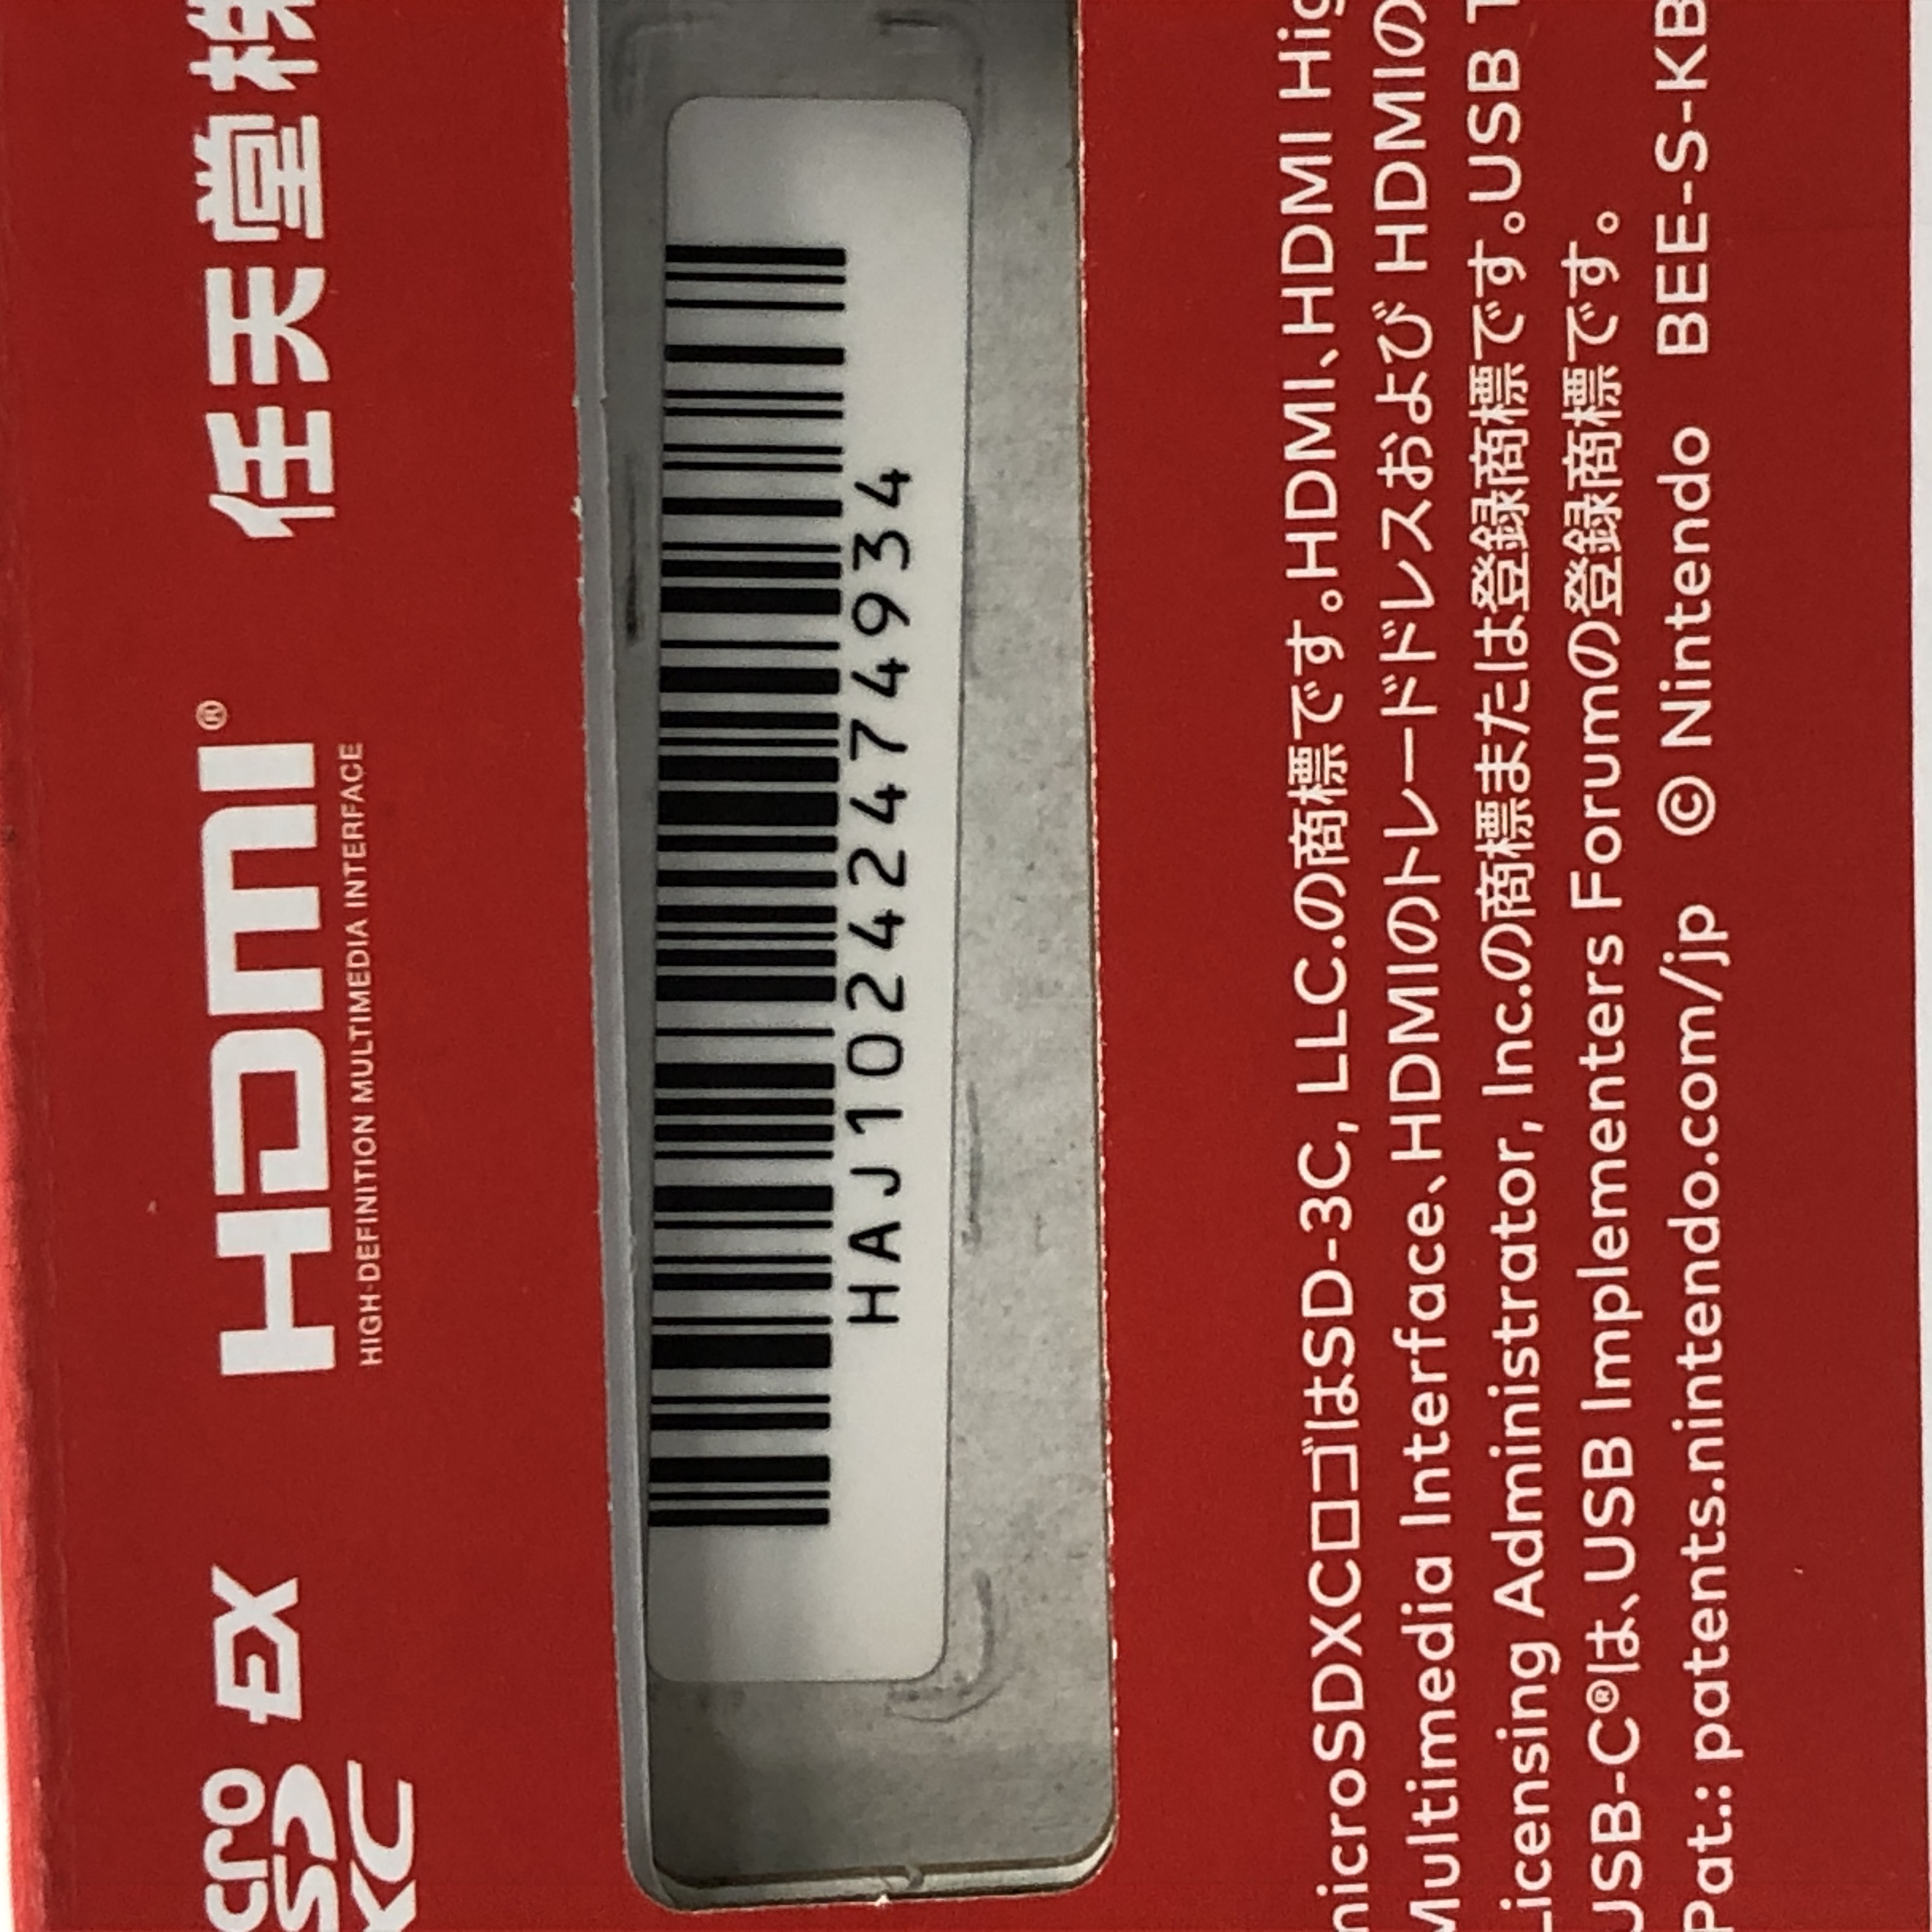 cro
SD
XC
EX
HDMI®
HIGH-DEFINITION MULTIMEDIA INTERFACE
任天堂株
HAJ10242474934
microSDXCロゴはSD-3C, LLC.の商標です。HDMI、HDMI Hig
Multimedia Interface、HDMIのトレードドレスおよび HDMIの
Licensing Administrator, Inc.の商標または登録商標です。USB T
USB-C®は、USB Implementers Forumの登録商標です。
Pat.: patents.nintendo.com/jp © Nintendo BEE-S-KB